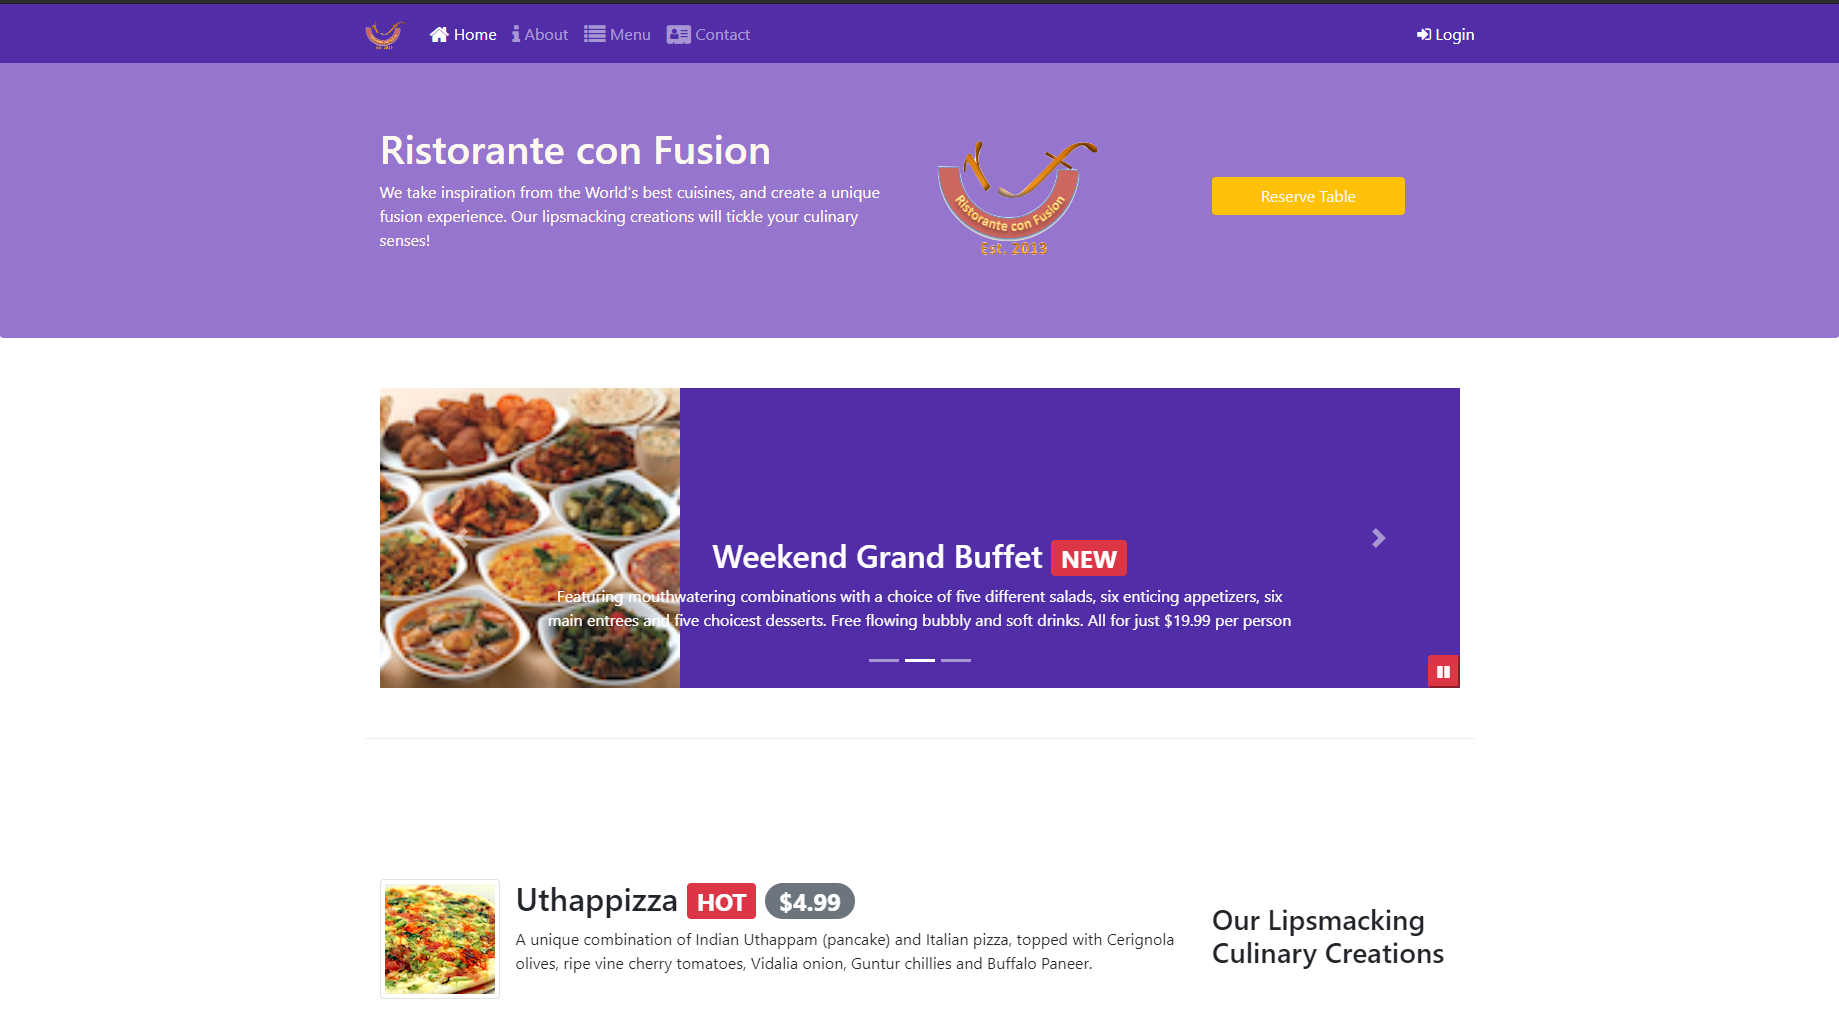 Home About Menu Contact Login
Ristorante con Fusion
We take inspiration from the World's best cuisines, and create a unique
fusion experience. Our lipsmacking creations will tickle your culinary
senses!
Ristorante con Fusion
Est. 2013
Reserve Table
Weekend Grand Buffet NEW
Featuring mouthwatering combinations with a choice of five different salads, six enticing appetizers, six
main entrees and five choicest desserts. Free flowing bubbly and soft drinks. All for just $19.99 per person
Uthappizza HOT $4.99
A unique combination of Indian Uthappam (pancake) and Italian pizza, topped with Cerignola
olives, ripe vine cherry tomatoes, Vidalia onion, Guntur chillies and Buffalo Paneer.
Our Lipsmacking
Culinary Creations